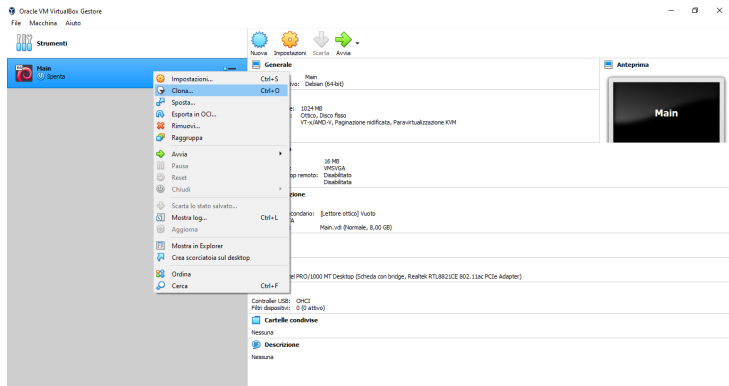 Oracle VM VirtualBox Gestore
File Macchina Aiuto
Strumenti
Nuova Impostazioni Scarta Avvia
Main
Spenta
Impostazioni... Ctrl+S
Clona... Ctrl+O
Sposta...
Esporta in OCI...
Rimuovi...
Raggruppa
Avvia
Pausa
Reset
Chiudi
Scarta lo stato salvato...
Mostra log... Ctrl+L
Aggiorna
Mostra in Explorer
Crea scorciatoia sul desktop
Ordina
Cerca Ctrl+F
Generale
Main
Debian (64-bit)
1024 MB
Ottico, Disco fisso
VT-x/AMD-V, Paginazione nidificata, Paravirtualizzazione KVM
16 MB
VMSVGA
remoto: Disabilitato
Disabilitata
[Lettore ottico] Vuoto
Main.vdi (Normale, 8,00 GB)
PRO/1000 MT Desktop (Scheda con bridge, Realtek RTL8821CE 802.11ac PCIe Adapter)
Controller USB: OHCI
Filtri dispositivi: 0 (0 attivo)
Cartelle condivise
Nessuna
Descrizione
Nessuna
Anteprima
Main